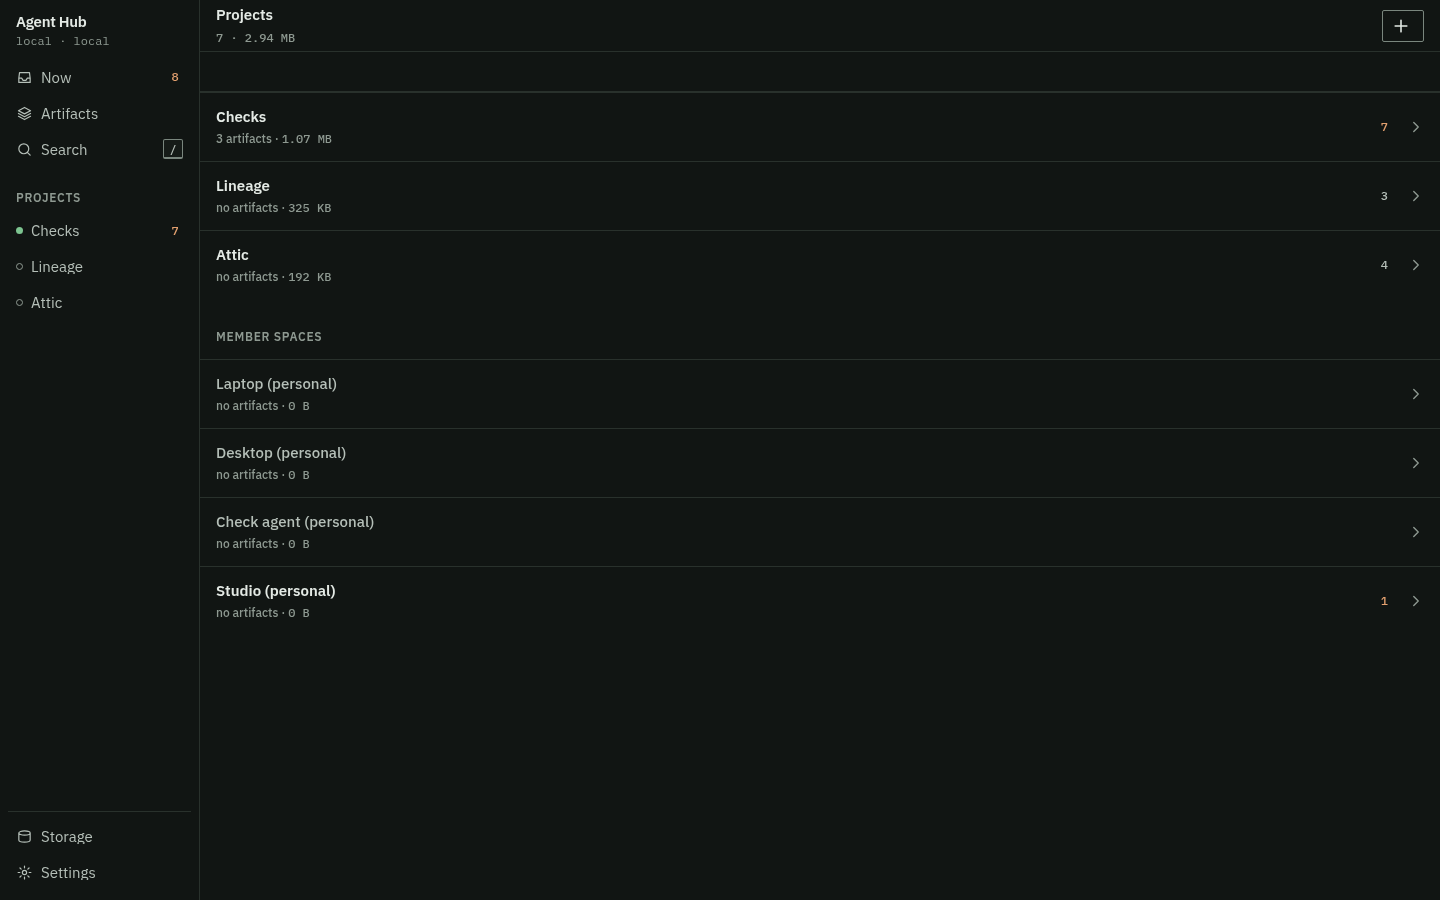 Agent Hub
local · local
Now 8
Artifacts
Search /
PROJECTS
Checks 7
Lineage
Attic
Storage
Settings
Projects
7 · 2.94 MB
Checks
3 artifacts · 1.07 MB
7
Lineage
no artifacts · 325 KB
3
Attic
no artifacts · 192 KB
4
MEMBER SPACES
Laptop (personal)
no artifacts · 0 B
Desktop (personal)
no artifacts · 0 B
Check agent (personal)
no artifacts · 0 B
Studio (personal)
no artifacts · 0 B
1